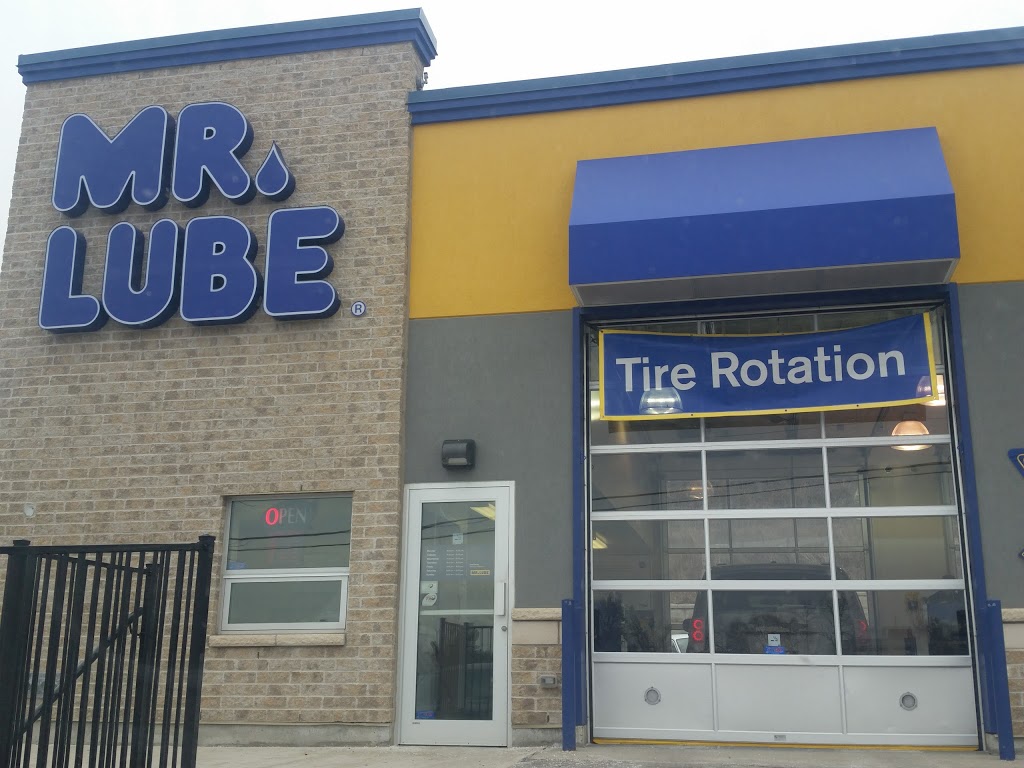 MR.
LUBE
®
Tire Rotation
OPEN